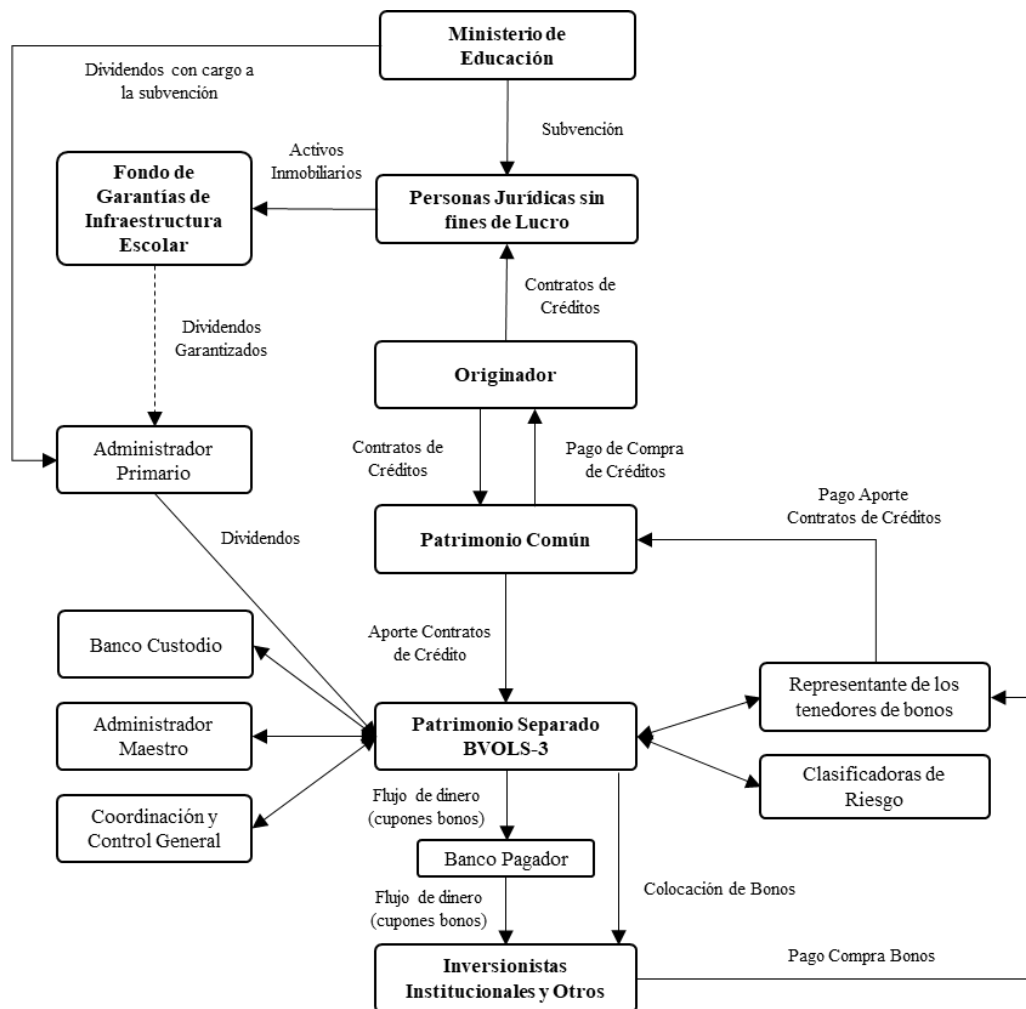 Ministerio de
Educación
Dividendos con cargo a
la subvención
Subvención
Activos
Inmobiliarios
Fondo de
Garantías de
Infraestructura
Escolar
Personas Jurídicas sin
fines de Lucro
Contratos de
Créditos
Dividendos
Garantizados
Originador
Administrador
Primario
Contratos de
Créditos
Pago de Compra
de Créditos
Pago Aporte
Contratos de Créditos
Dividendos
Patrimonio Común
Banco Custodio
Aporte Contratos
de Crédito
Representante de los
tenedores de bonos
Administrador
Maestro
Patrimonio Separado
BVOLS-3
Clasificadoras de
Riesgo
Coordinación y
Control General
Flujo de dinero
(cupones bonos)
Banco Pagador
Colocación de Bonos
Flujo de dinero
(cupones bonos)
Inversionistas
Institucionales y Otros
Pago Compra Bonos